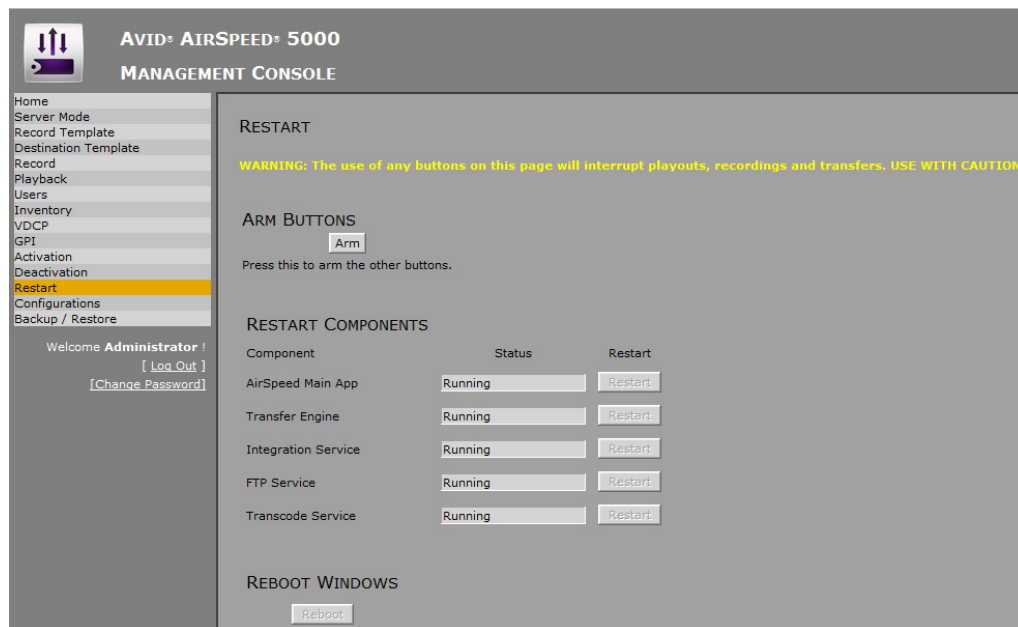 AVID® AIRSPEED® 5000
MANAGEMENT CONSOLE
Home
Server Mode
Record Template
Destination Template
Record
Playback
Users
Inventory
VDCP
GPI
Activation
Deactivation
Restart
Configurations
Backup / Restore
Welcome Administrator !
[ Log Out ]
[Change Password]
RESTART
WARNING: The use of any buttons on this page will interrupt playouts, recordings and transfers. USE WITH CAUTION
ARM BUTTONS
Arm
Press this to arm the other buttons.
RESTART COMPONENTS
Component Status Restart
AirSpeed Main App Running Restart
Transfer Engine Running Restart
Integration Service Running Restart
FTP Service Running Restart
Transcode Service Running Restart
REBOOT WINDOWS
Reboot